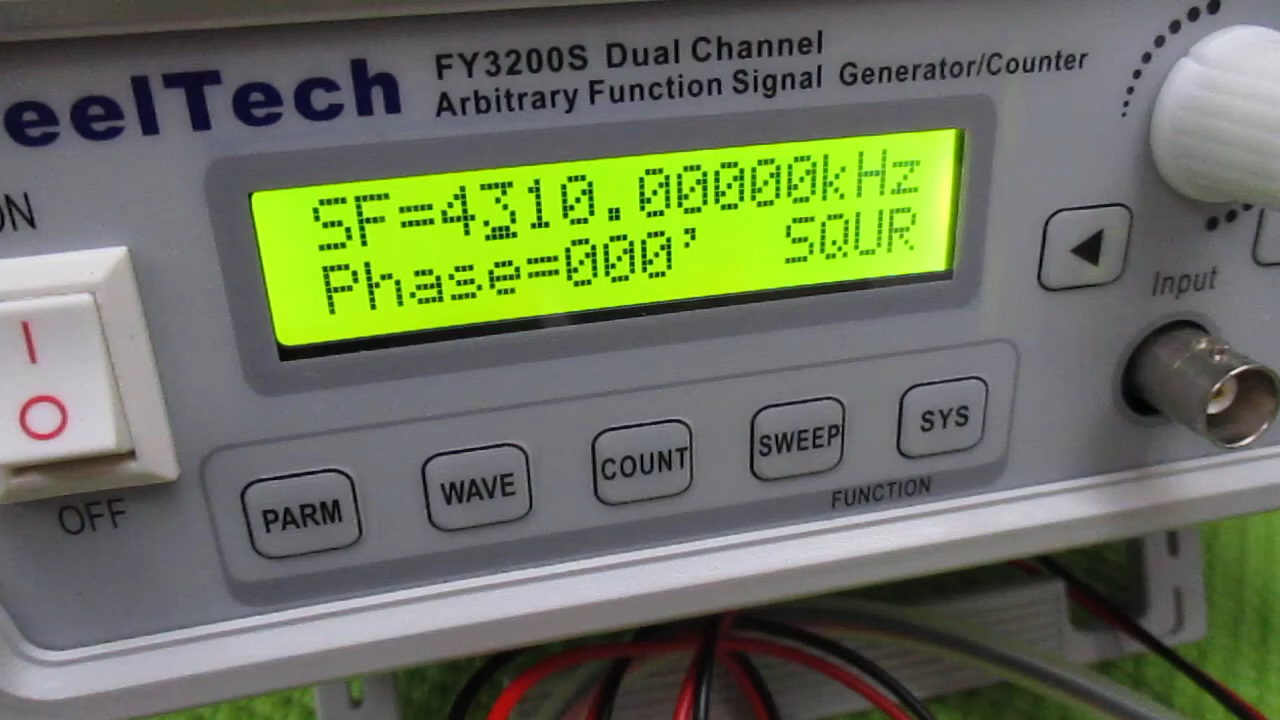 eelTech
FY3200S Dual Channel
Arbitrary Function Signal Generator/Counter
ON
SF=4310.00000kHz
Phase=000' SQUR
Input
I
O
OFF
PARM
WAVE
COUNT
SWEEP
SYS
FUNCTION